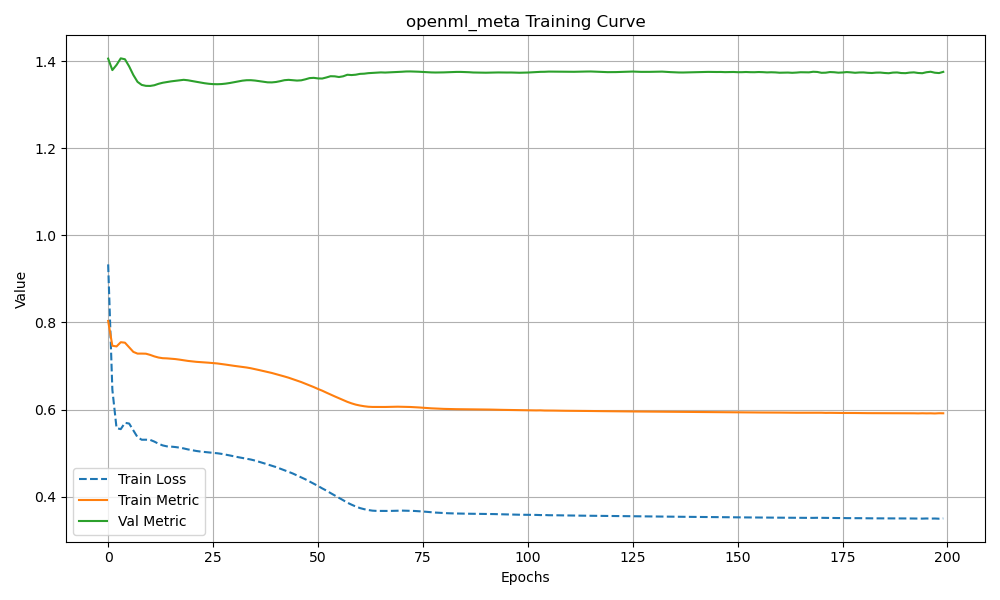 openml_meta Training Curve
1.4
1.2
1.0
0.8
0.6
0.4
Value
Train Loss
Train Metric
Val Metric
0 25 50 75 100 125 150 175 200
Epochs